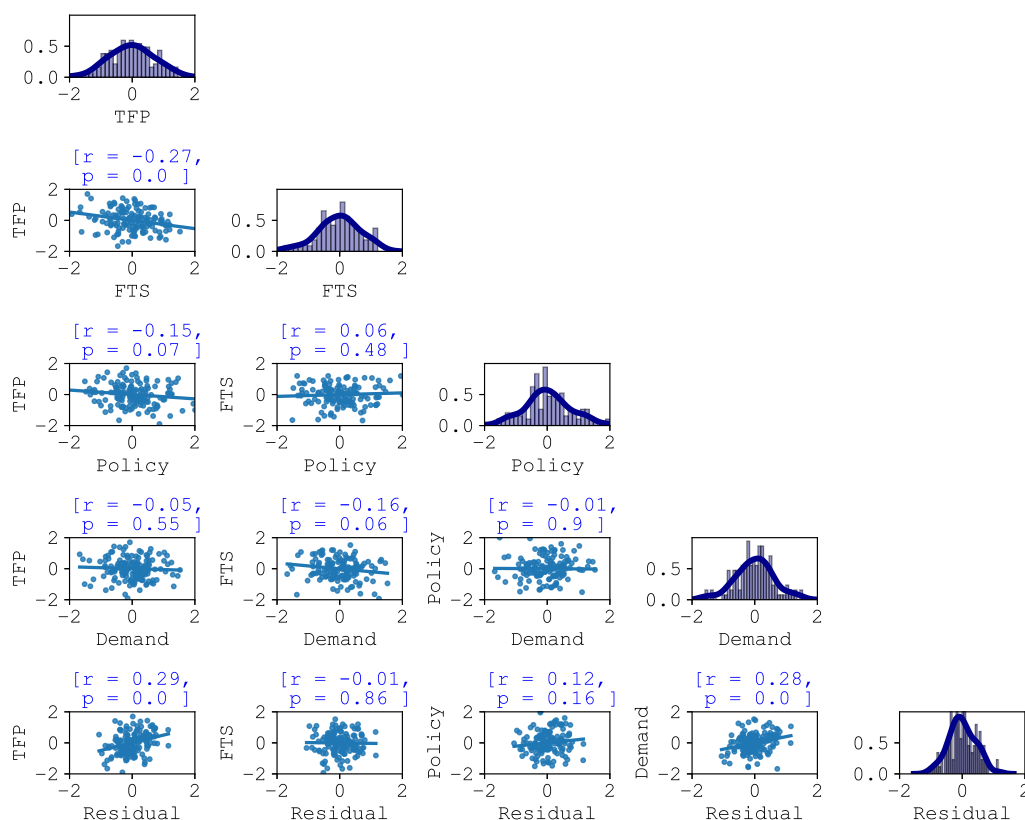 0.5
0.0
−2 0 2
TFP
[r = -0.27,
p = 0.0 ]
TFP
2
0
−2
−2 0 2
FTS
0.5
0.0
−2 0 2
FTS
[r = -0.15,
p = 0.07 ]
[r = 0.06,
p = 0.48 ]
TFP
2
0
−2
−2 0 2
Policy
FTS
2
0
−2
−2 0 2
Policy
0.5
0.0
−2 0 2
Policy
[r = -0.05,
p = 0.55 ]
[r = -0.16,
p = 0.06 ]
[r = -0.01,
p = 0.9 ]
TFP
2
0
−2
−2 0 2
Demand
FTS
2
0
−2
−2 0 2
Demand
Policy
2
0
−2
−2 0 2
Demand
0.5
0.0
−2 0 2
Demand
[r = 0.29,
p = 0.0 ]
[r = -0.01,
p = 0.86 ]
[r = 0.12,
p = 0.16 ]
[r = 0.28,
p = 0.0 ]
TFP
2
0
−2
−2 0 2
Residual
FTS
2
0
−2
−2 0 2
Residual
Policy
2
0
−2
−2 0 2
Residual
Demand
2
0
−2
−2 0 2
Residual
0.5
0.0
−2 0 2
Residual